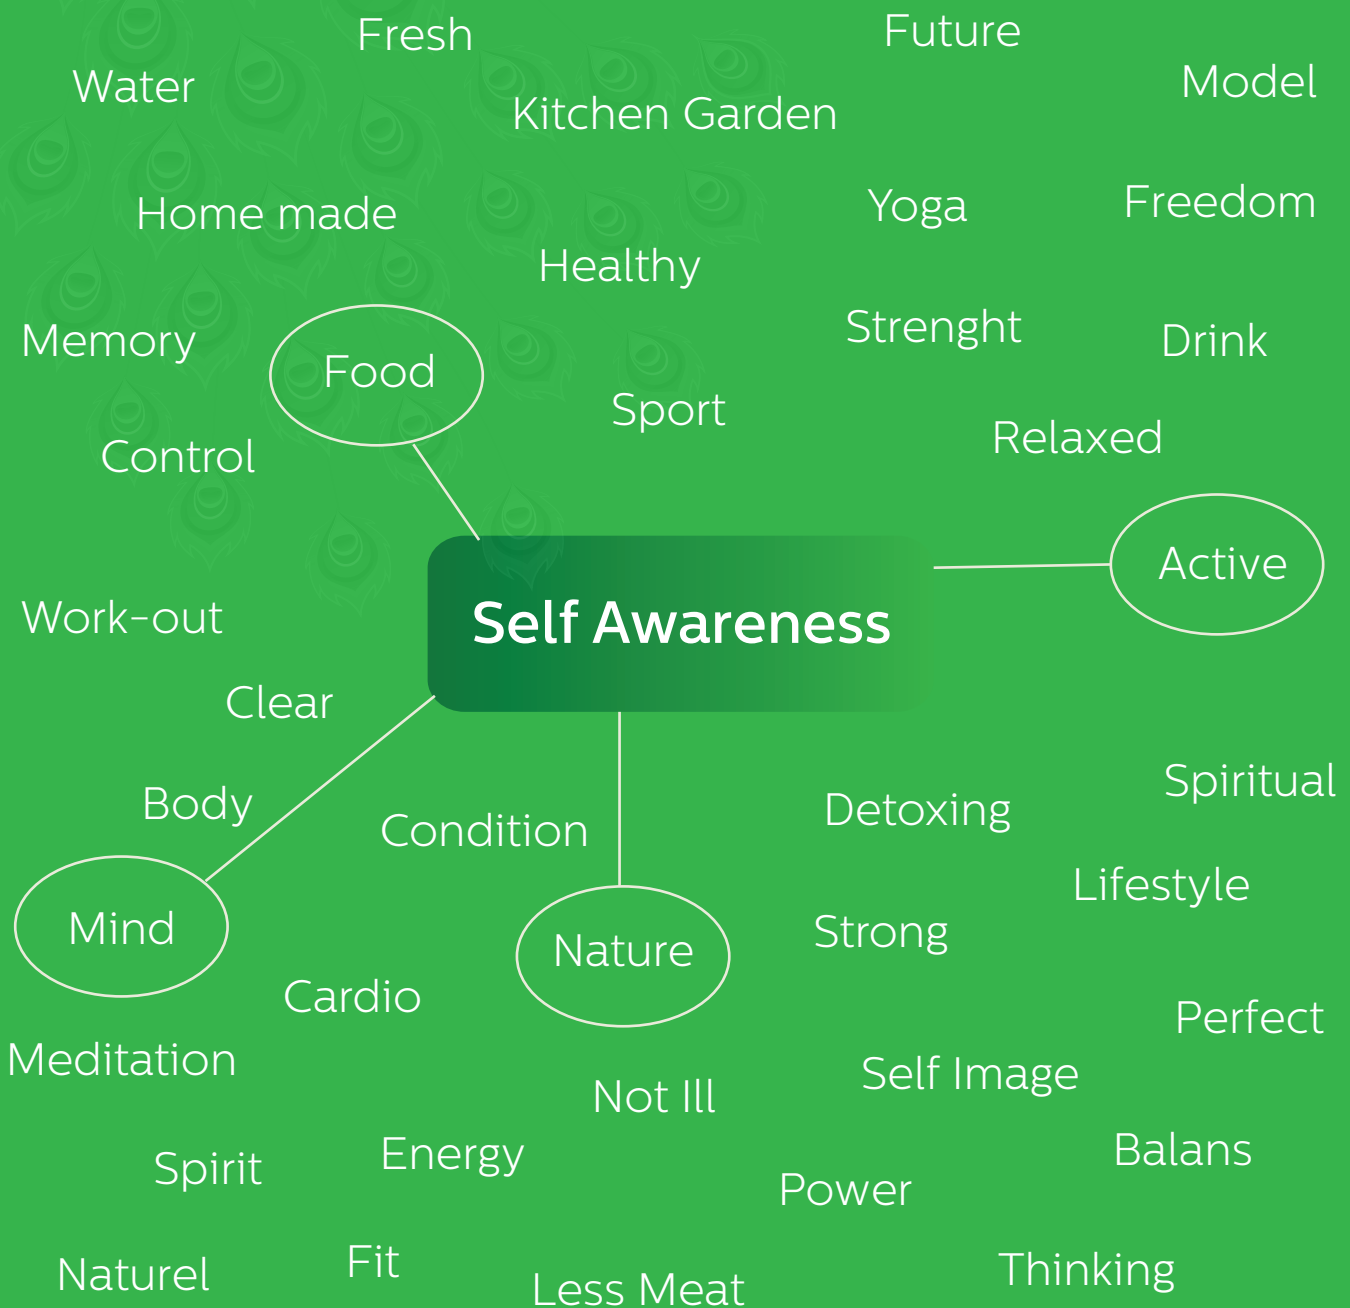 Fresh
Future
Water
Model
Kitchen Garden
Home made
Yoga
Freedom
Healthy
Memory
Strenght
Drink
Food
Sport
Control
Relaxed
Active
Work-out
Self Awareness
Clear
Body
Condition
Detoxing
Spiritual
Lifestyle
Mind
Nature
Strong
Cardio
Perfect
Meditation
Not Ill
Self Image
Spirit
Energy
Balans
Power
Naturel
Fit
Less Meat
Thinking